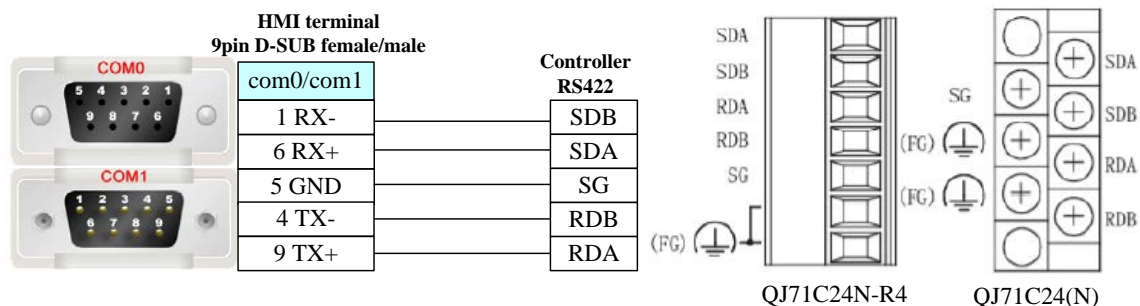 HMI terminal
9pin D-SUB female/male
COM0
5 4 3 2 1
9 8 7 6
COM1
1 2 3 4 5
6 7 8 9
com0/com1
1 RX-
6 RX+
5 GND
4 TX-
9 TX+
Controller
RS422
SDB
SDA
SG
RDB
RDA
SDA
SDB
RDA
RDB
SG
(FG)
QJ71C24N-R4
SG
(FG)
(FG)
SDA
SDB
RDA
RDB
QJ71C24(N)